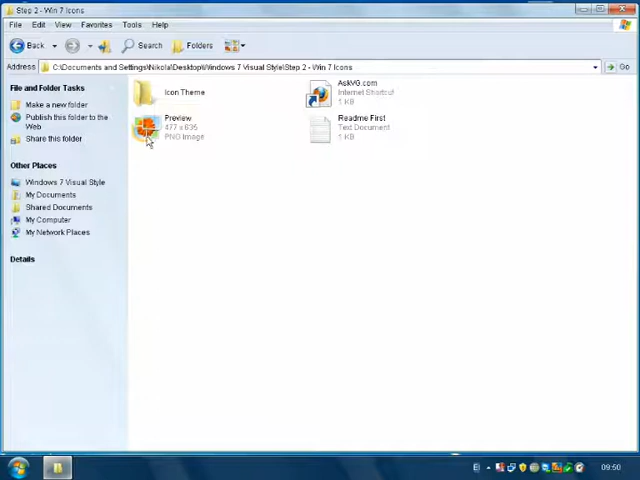 Step 2 - Win 7 Icons
File Edit View Favorites Tools Help
Back Search Folders
Address C:\Documents and Settings\Nikola\Desktop\Windows 7 Visual Style\Step 2 - Win 7 Icons Go
File and Folder Tasks
Make a new folder
Publish this folder to the
Web
Share this folder
Other Places
Windows 7 Visual Style
My Documents
Shared Documents
My Computer
My Network Places
Details
Icon Theme
AskVG.com
Internet Shortcut
1 KB
Preview
477 x 635
PNG Image
Readme First
Text Document
1 KB
09:50